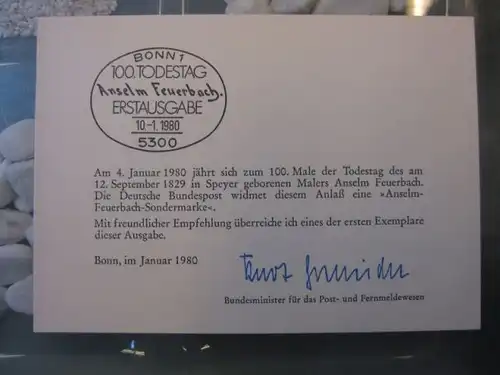 BONN 1
100. TODESTAG
Anselm Feuerbach.
ERSTAUSGABE
10.-1. 1980
5300
Am 4. Januar 1980 jährt sich zum 100. Male der Todestag des am
12. September 1829 in Speyer geborenen Malers Anselm Feuerbach.
Die Deutsche Bundespost widmet diesem Anlaß eine »Anselm-
Feuerbach-Sondermarke«.
Mit freundlicher Empfehlung überreiche ich eines der ersten Exemplare
dieser Ausgabe.
Bonn, im Januar 1980
Bundesminister für das Post- und Fernmeldewesen